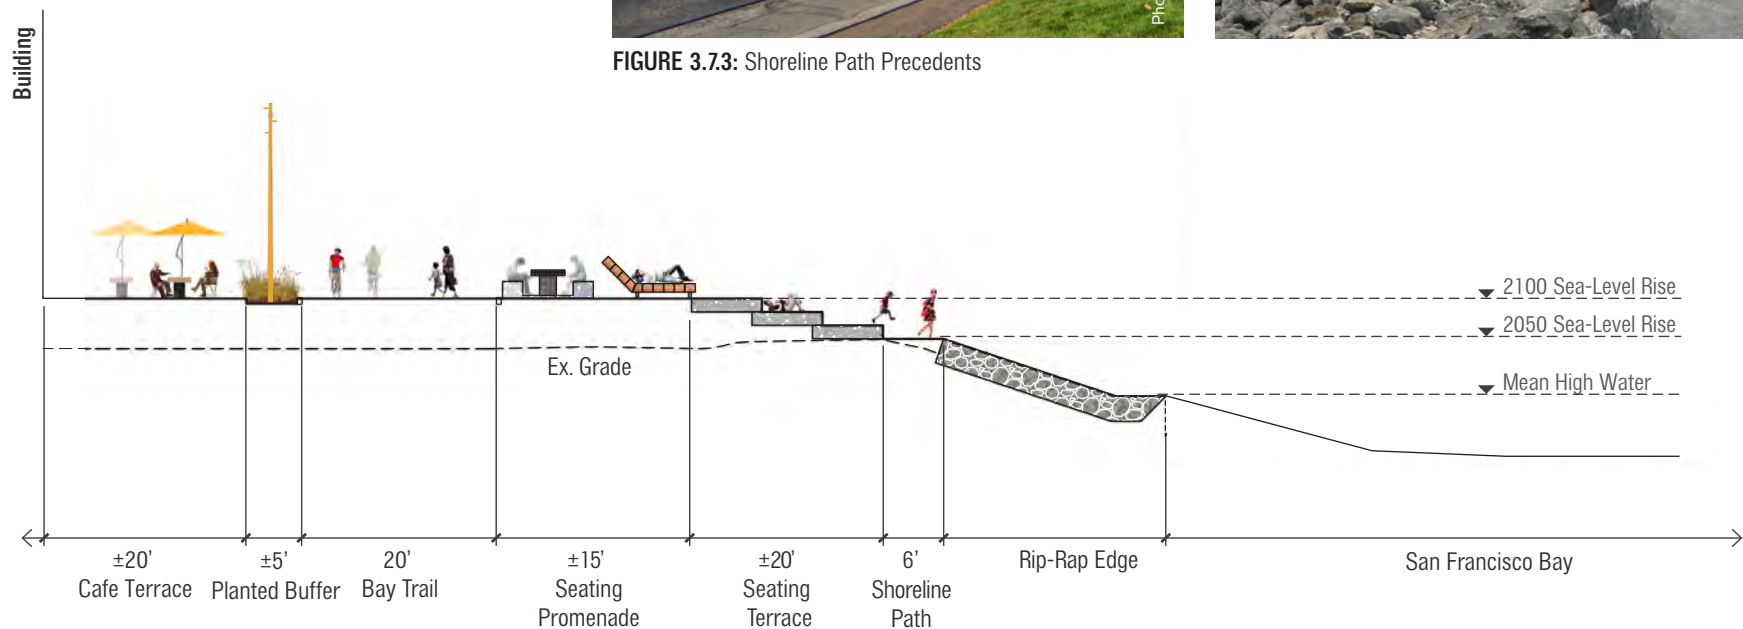 Pho
FIGURE 3.7.3: Shoreline Path Precedents
Building
2100 Sea-Level Rise
2050 Sea-Level Rise
Mean High Water
Ex. Grade
±20’
Cafe Terrace
±5’
Planted Buffer
20’
Bay Trail
±15’
Seating
Promenade
±20’
Seating
Terrace
6’
Shoreline
Path
Rip-Rap Edge
San Francisco Bay